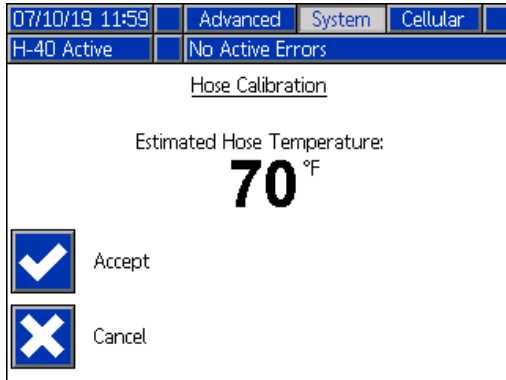 07/10/19 11:59 Advanced System Cellular
H-40 Active No Active Errors
Hose Calibration
Estimated Hose Temperature:
70 °F
Accept
Cancel